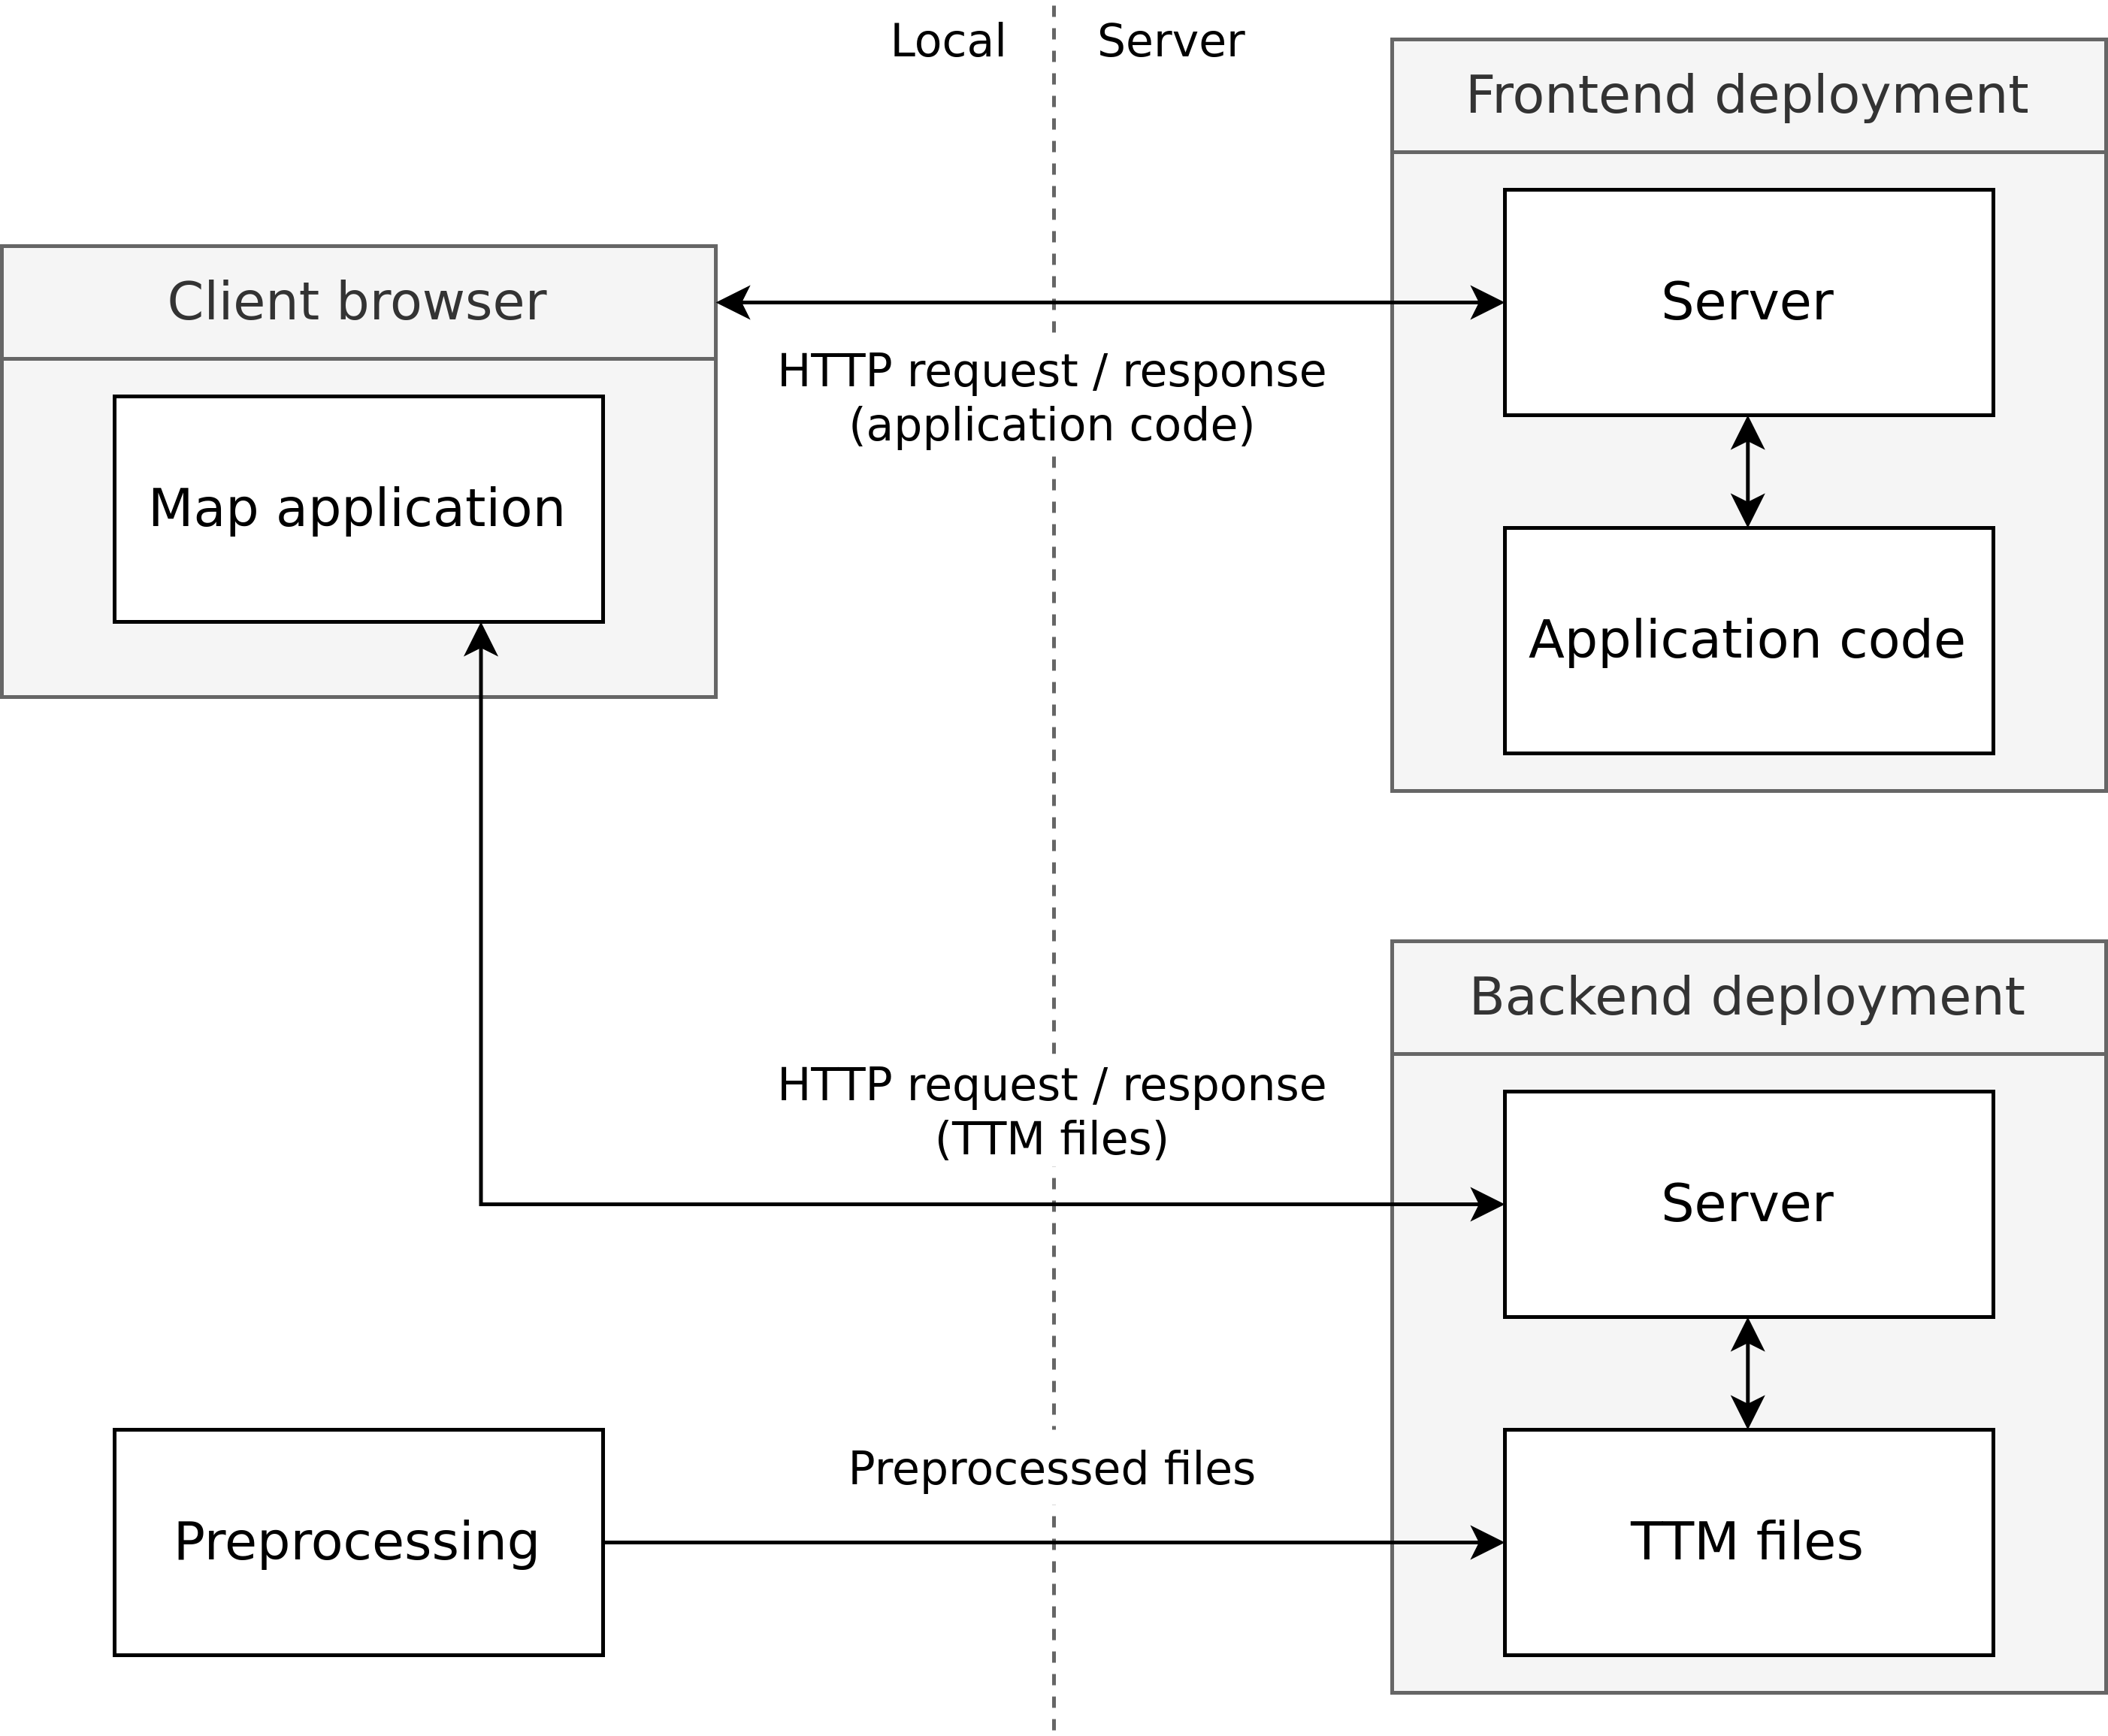 Local
Server
Frontend deployment
Server
Client browser
HTTP request / response
(application code)
Map application
Application code
Backend deployment
HTTP request / response
(TTM files)
Server
Preprocessed files
Preprocessing
TTM files